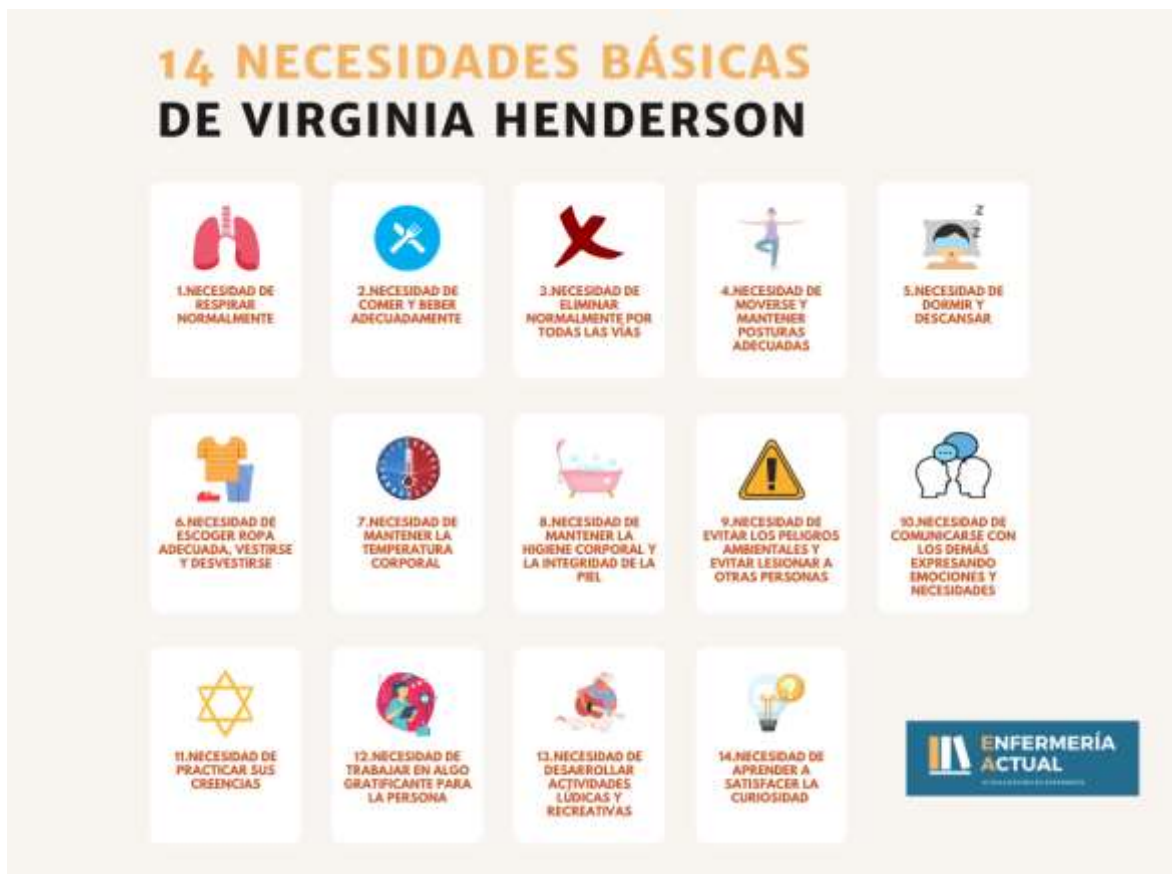 14 NECESIDADES BÁSICAS
DE VIRGINIA HENDERSON
1.NECESIDAD DE
RESPIRAR
NORMALMENTE
2.NECESIDAD DE
COMER Y BEBER
ADECUADAMENTE
3.NECESIDAD DE
ELIMINAR
NORMALMENTE POR
TODAS LAS VÍAS
4.NECESIDAD DE
MOVERSE Y
MANTENER
POSTURAS
ADECUADAS
Z
Z
5.NECESIDAD DE
DORMIR Y
DESCANSAR
6.NECESIDAD DE
ESCOGER ROPA
ADECUADA, VESTIRSE
Y DESVESTIRSE
7.NECESIDAD DE
MANTENER LA
TEMPERATURA
CORPORAL
8.NECESIDAD DE
MANTENER LA
HIGIENE CORPORAL Y
LA INTEGRIDAD DE LA
PIEL
9.NECESIDAD DE
EVITAR LOS PELIGROS
AMBIENTALES Y
EVITAR LESIONAR A
OTRAS PERSONAS
10.NECESIDAD DE
COMUNICARSE CON
LOS DEMÁS
EXPRESANDO
EMOCIONES Y
NECESIDADES
11.NECESIDAD DE
PRACTICAR SUS
CREENCIAS
12.NECESIDAD DE
TRABAJAR EN ALGO
GRATIFICANTE PARA
LA PERSONA
13.NECESIDAD DE
DESARROLLAR
ACTIVIDADES
LÚDICAS Y
RECREATIVAS
14.NECESIDAD DE
APRENDER A
SATISFACER LA
CURIOSIDAD
ENFERMERÍA
ACTUAL